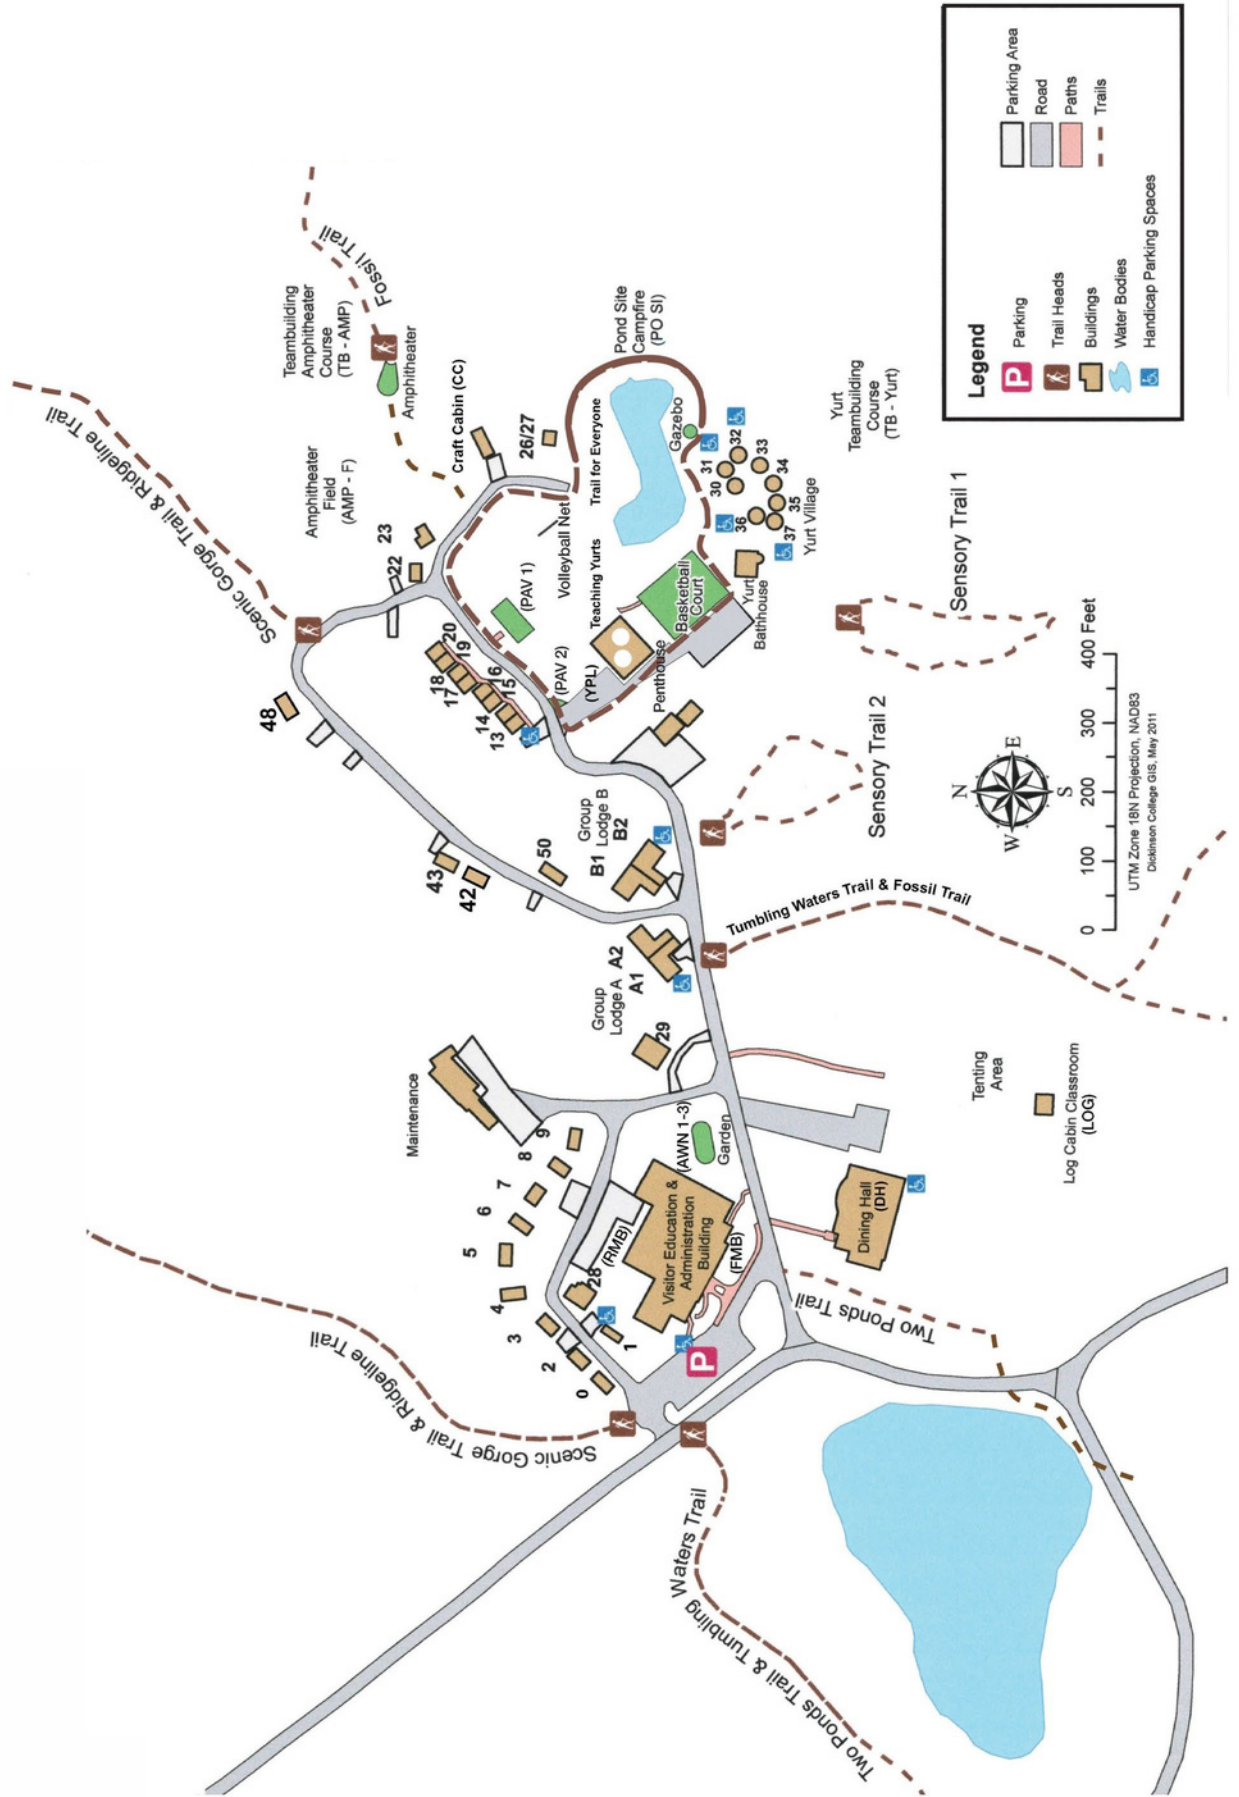 Scenic Gorge Trail & Ridgeline Trail
Fossil Trail
Teambuilding
Amphitheater
Course
(TB - AMP)
Amphitheater
Amphitheater
Field
(AMP - F)
Craft Cabin (CC)
26/27
23
22
48
Volleyball Net
Trail for Everyone
Pond Site
Campfire
(PO SI)
Gazebo
Teaching Yurts
(PAV 1)
(PAV 2)
(YPL)
Basketball
Court
Penthouse
Yurt
Bathhouse
Yurt Village
30
31
32
33
34
35
36
37
Yurt
Teambuilding
Course
(TB - Yurt)
20
19
18
17
16
15
14
13
43
42
50
Group
Lodge B
B1 B2
Group
Lodge A
A1 A2
29
Sensory Trail 1
Sensory Trail 2
Tumbling Waters Trail & Fossil Trail
Maintenance
9
8
7
6
5
4
3
2
0
1
28
(RMB)
Visitor Education &
Administration
Building
(FMB)
(AWN 1-3)
Garden
Dining Hall
(DH)
Tenting
Area
Log Cabin Classroom
(LOG)
P
Scenic Gorge Trail & Ridgeline Trail
Two Ponds Trail
Two Ponds Trail & Tumbling Waters Trail
Legend
P Parking
Trail Heads
Buildings
Water Bodies
Handicap Parking Spaces
Parking Area
Road
Paths
Trails
N
W E
S
0 100 200 300 400 Feet
UTM Zone 18N Projection, NAD83
Dickinson College GIS, May 2011